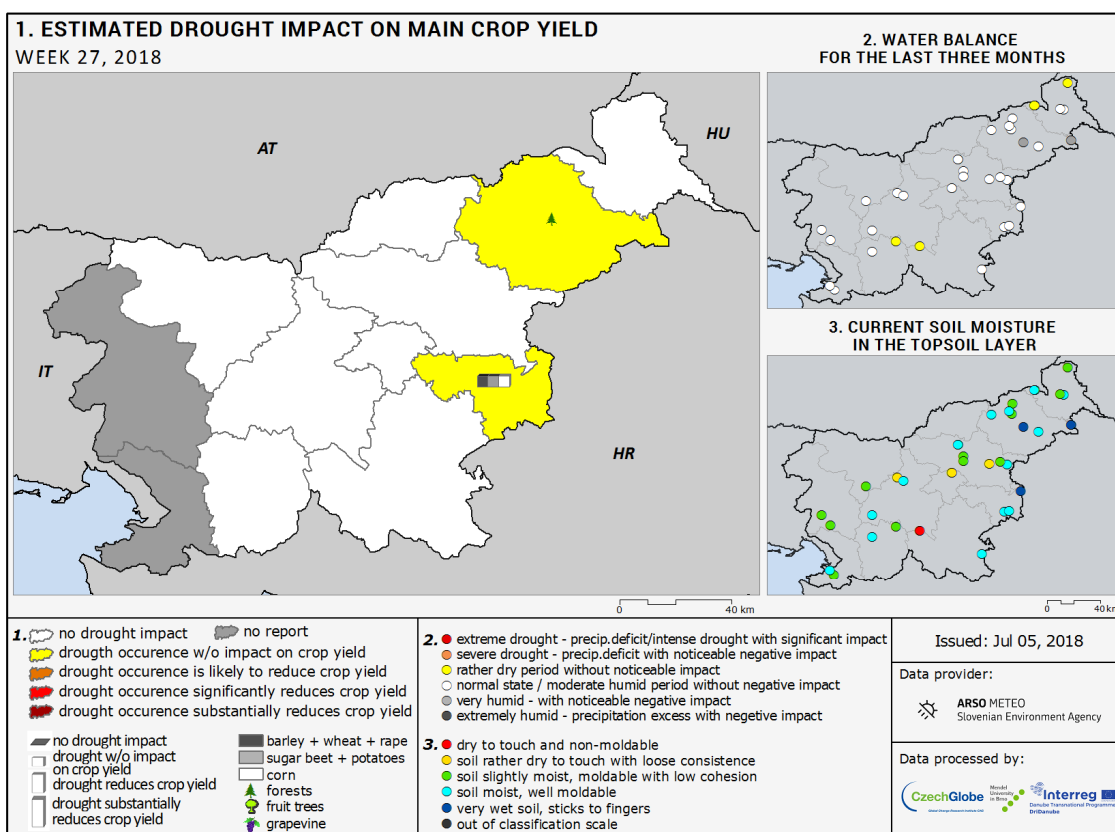 1. ESTIMATED DROUGHT IMPACT ON MAIN CROP YIELD
WEEK 27, 2018
AT
HU
IT
HR
0 40 km
2. WATER BALANCE
FOR THE LAST THREE MONTHS
3. CURRENT SOIL MOISTURE
IN THE TOPSOIL LAYER
0 40 km
1. no drought impact no report
drougth occurence w/o impact on crop yield
drought occurence is likely to reduce crop yield
drought occurence significantly reduces crop yield
drought occurence substantially reduces crop yield
no drought impact
drought w/o impact
on crop yield
drought reduces crop yield
drought substantially
reduces crop yield
barley + wheat + rape
sugar beet + potatoes
corn
forests
fruit trees
grapevine
2. extreme drought - precip.deficit/intense drought with significant impact
severe drought - precip.deficit with noticeable negative impact
rather dry period without noticeable impact
normal state / moderate humid period without negative impact
very humid - with noticeable negative impact
extremely humid - precipitation excess with negetive impact
3. dry to touch and non-moldable
soil rather dry to touch with loose consistence
soil slightly moist, moldable with low cohesion
soil moist, well moldable
very wet soil, sticks to fingers
out of classification scale
Issued: Jul 05, 2018
Data provider:
ARSO METEO
Slovenian Environment Agency
Data processed by:
CzechGlobe
Mendel
University
in Brno
Interreg
Danube Transnational Programme
DriDanube